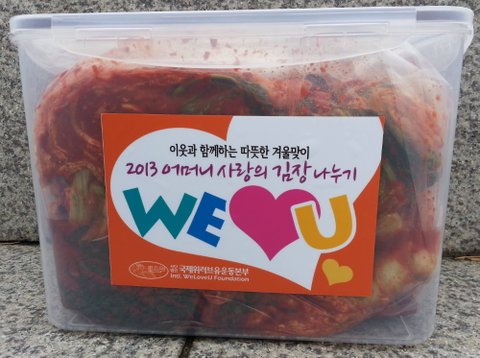 이웃과 함께하는 따뜻한 겨울맞이
2013 어머니 사랑의 김장 나누기
WE U
국제위러브유운동본부
Intl. WeLoveU Foundation